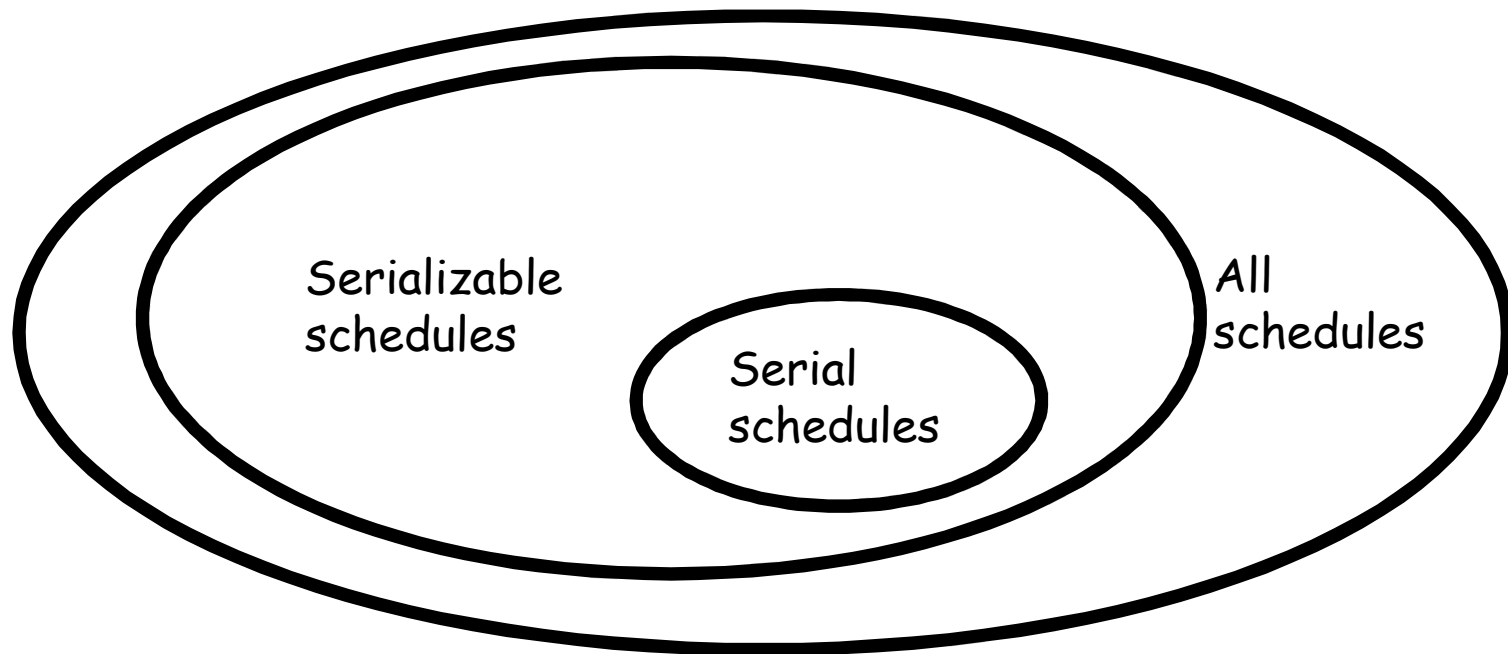 Serializable
schedules
Serial
schedules
All
schedules